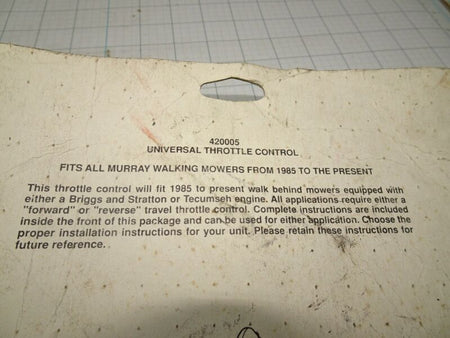 420005
UNIVERSAL THROTTLE CONTROL
FITS ALL MURRAY WALKING MOWERS FROM 1985 TO THE PRESENT
This throttle control will fit 1985 to present walk behind mowers equipped with
either a Briggs and Stratton or Tecumseh engine. All applications require either a
"forward" or "reverse" travel throttle control. Complete instructions are included
inside the front of this package and can be used for either application. Choose the
proper installation instructions for your unit. Please retain these instructions for
future reference.